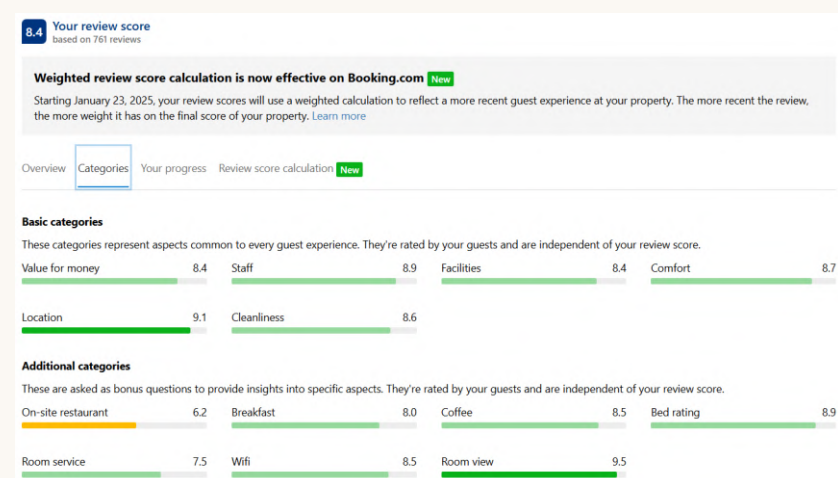 8.4 Your review score
based on 761 reviews
Weighted review score calculation is now effective on Booking.com New
Starting January 23, 2025, your review scores will use a weighted calculation to reflect a more recent guest experience at your property. The more recent the review,
the more weight it has on the final score of your property. Learn more
Overview Categories Your progress Review score calculation New
Basic categories
These categories represent aspects common to every guest experience. They're rated by your guests and are independent of your review score.
Value for money 8.4 Staff 8.9 Facilities 8.4 Comfort 8.7
Location 9.1 Cleanliness 8.6
Additional categories
These are asked as bonus questions to provide insights into specific aspects. They're rated by your guests and are independent of your review score.
On-site restaurant 6.2 Breakfast 8.0 Coffee 8.5 Bed rating 8.9
Room service 7.5 Wifi 8.5 Room view 9.5